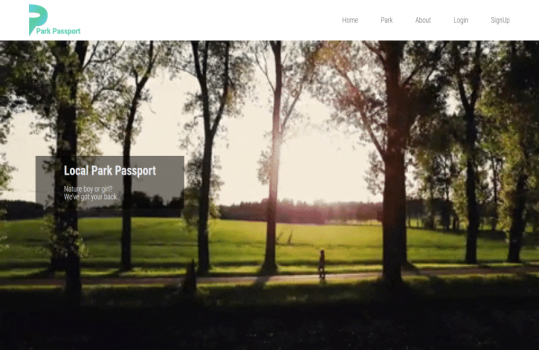 Park Passport
Home
Park
About
Login
SignUp
Local Park Passport
Nature boy or girl?
We've got your back